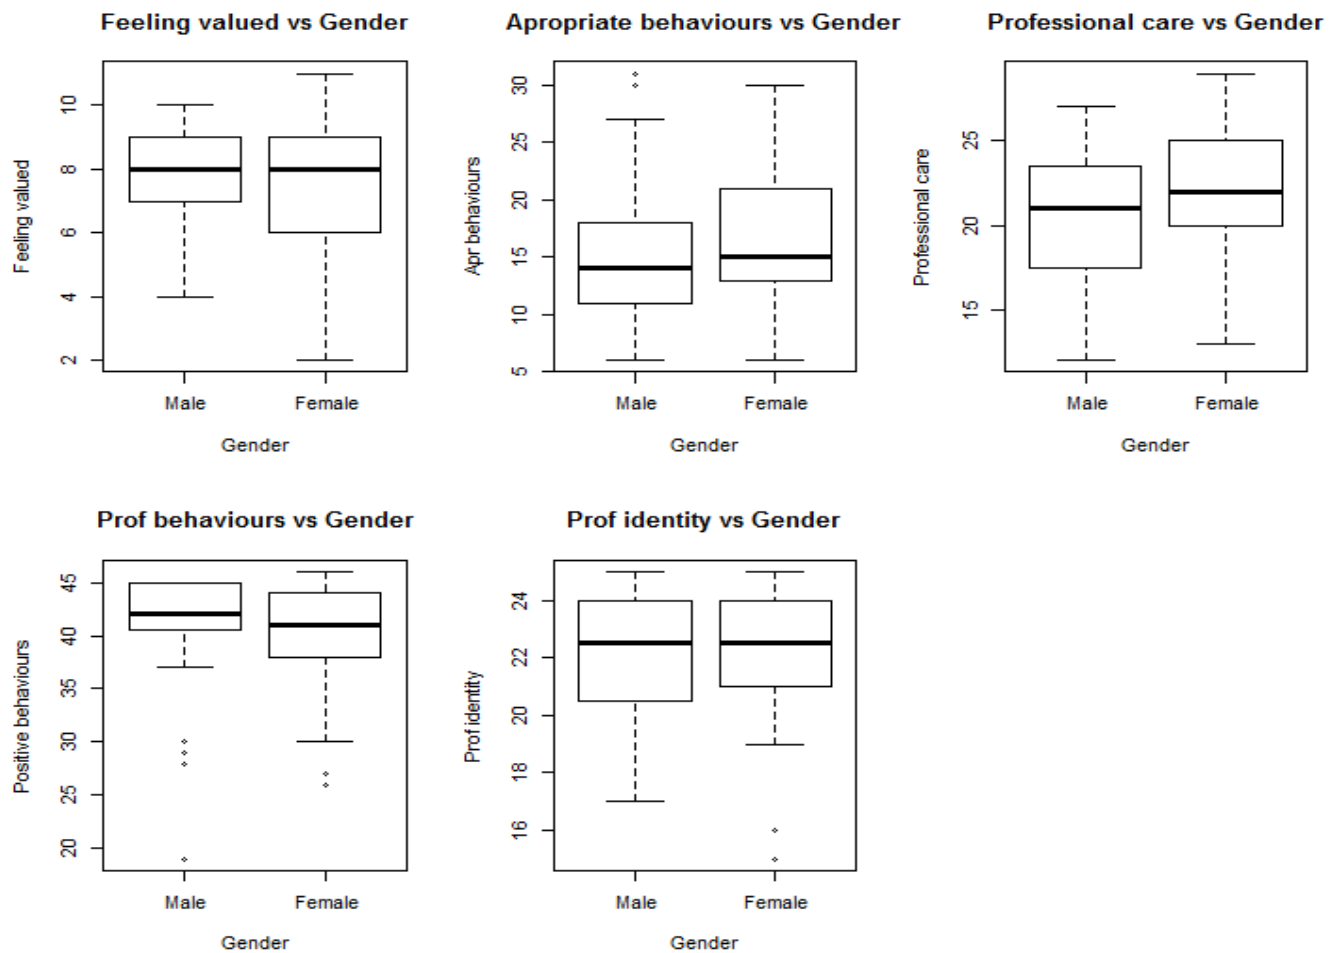 Feeling valued vs Gender
Feeling valued
10
8
6
4
2
Male Female
Gender
Apropriate behaviours vs Gender
Apr behaviours
30
25
20
15
10
5
Male Female
Gender
Professional care vs Gender
Professional care
25
20
15
Male Female
Gender
Prof behaviours vs Gender
Positive behaviours
45
40
35
30
25
20
Male Female
Gender
Prof identity vs Gender
Prof identity
24
22
20
18
16
Male Female
Gender